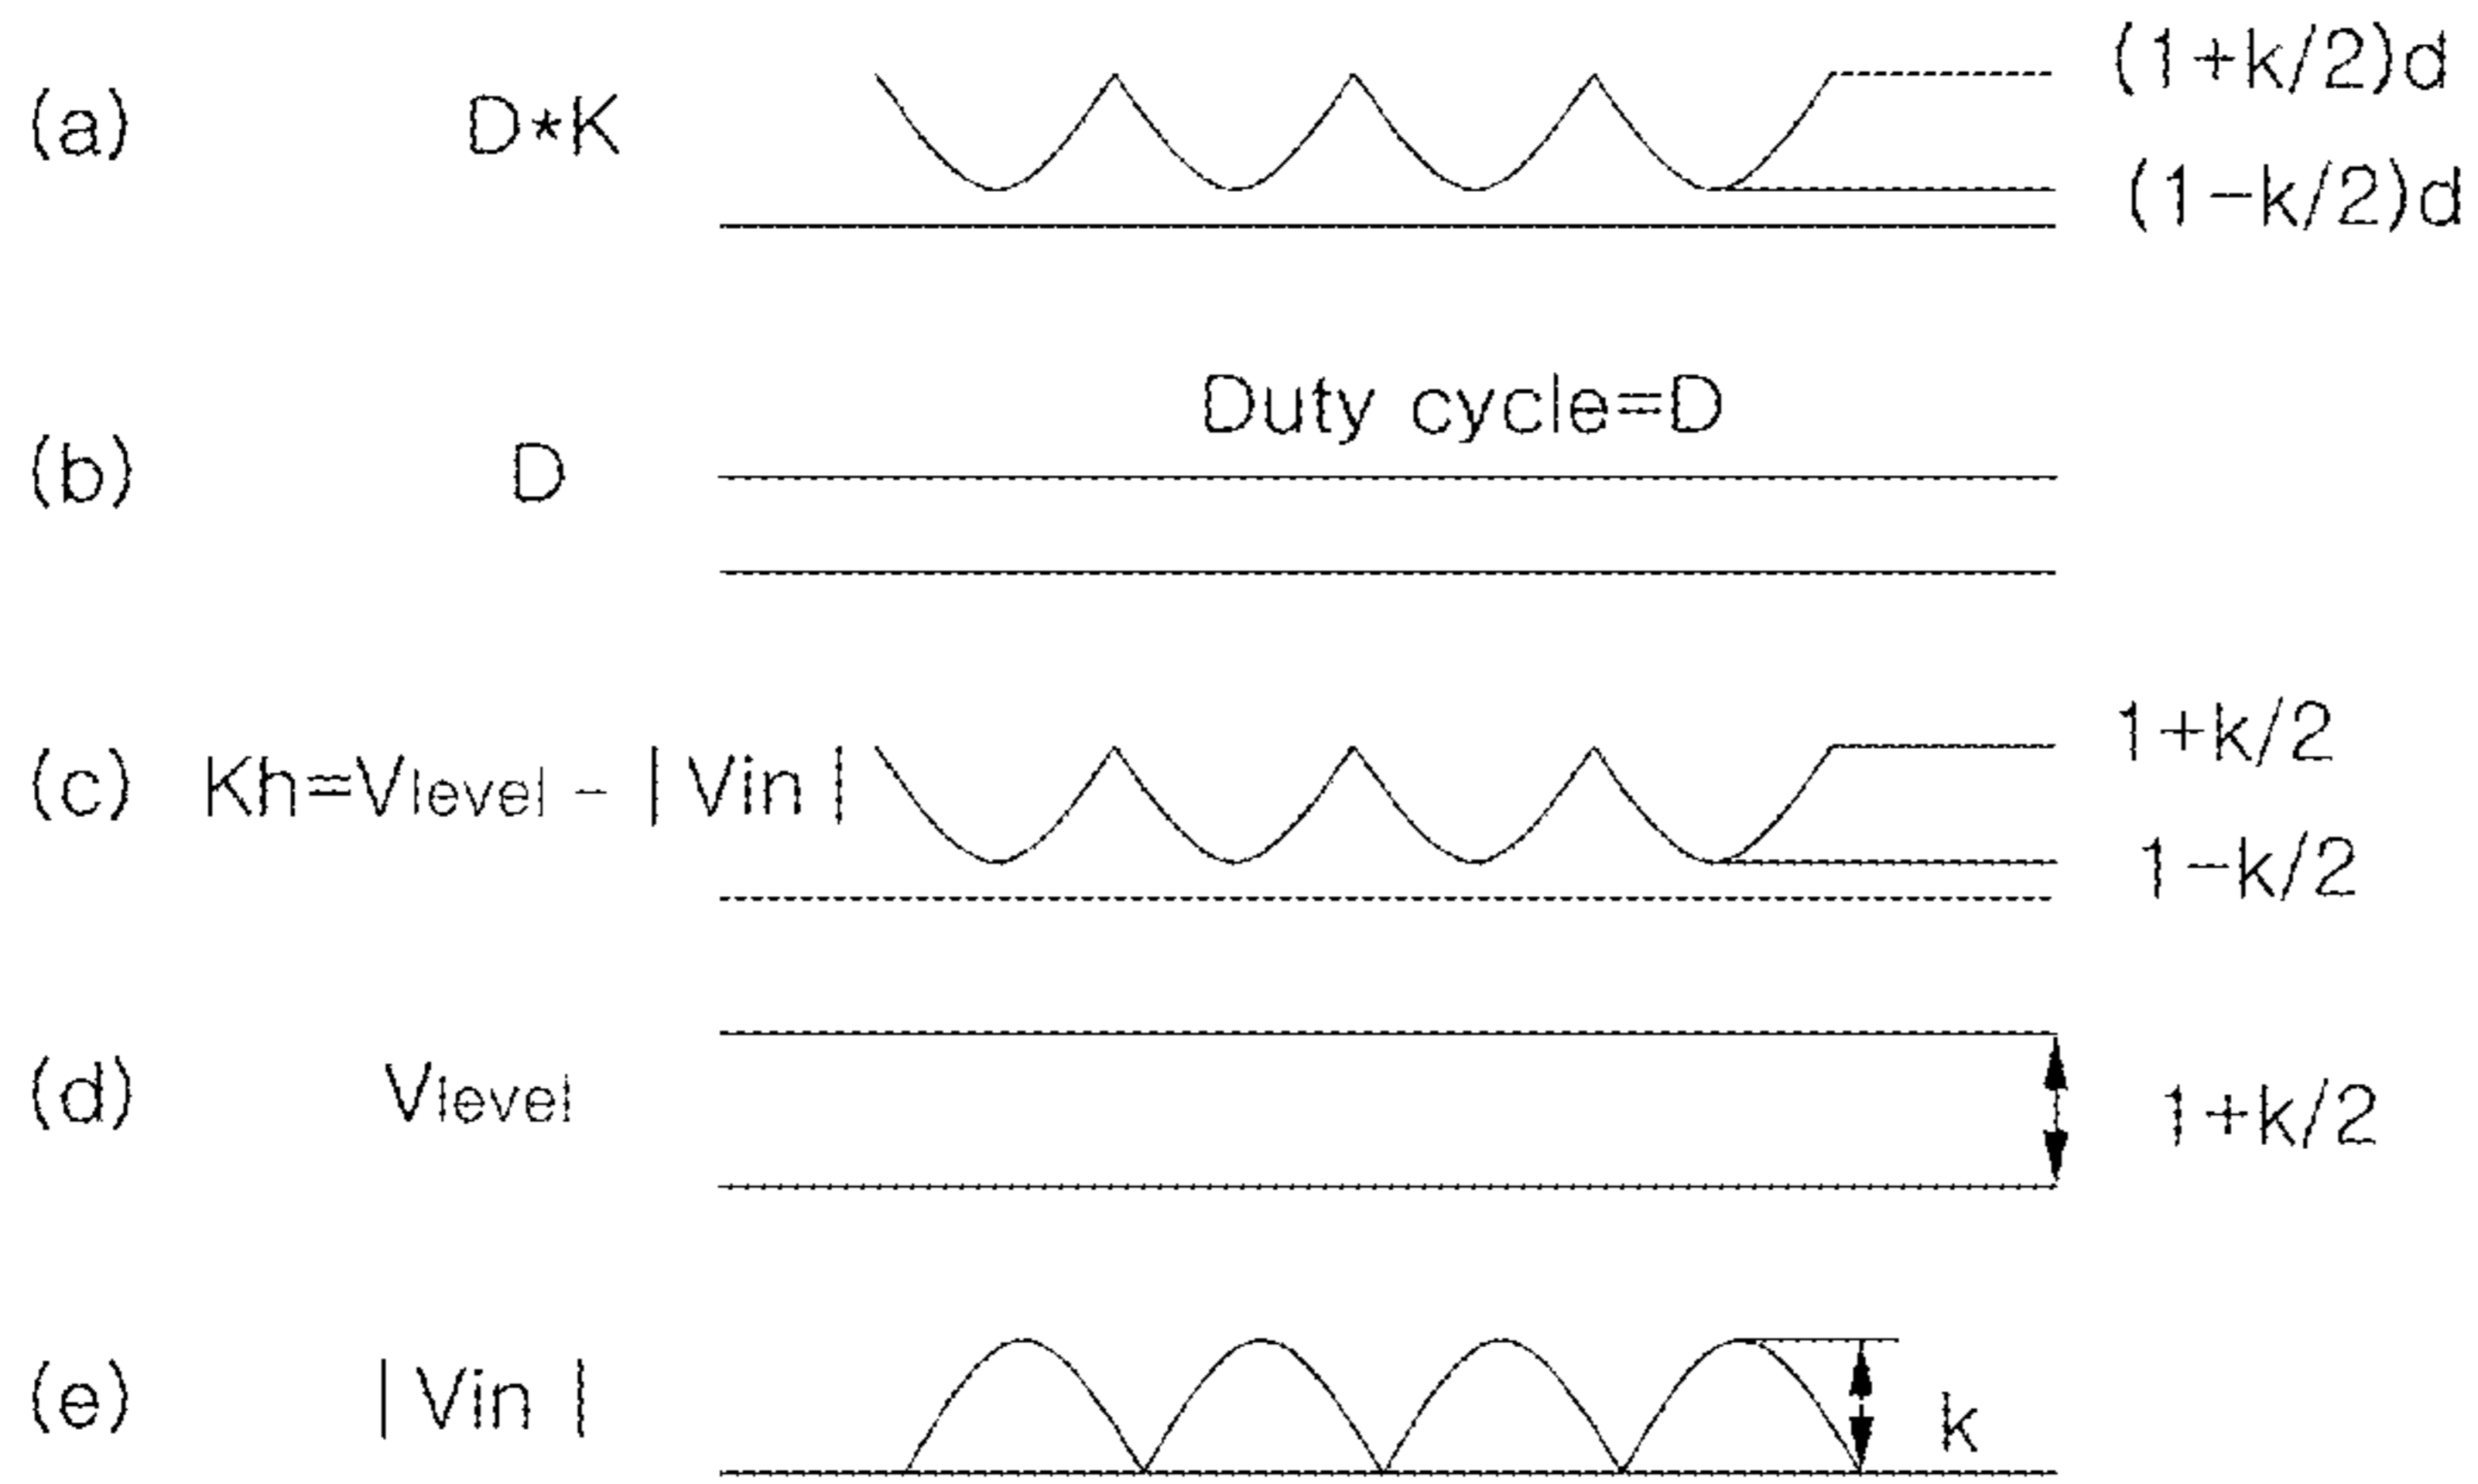 (a) D*K (1+k/2)d
(1-k/2)d
Duty cycle=D
(b) D
(c) Kh=Vlevel - | Vin | 1+k/2
1-k/2
(d) Vlevel 1+k/2
(e) | Vin | k